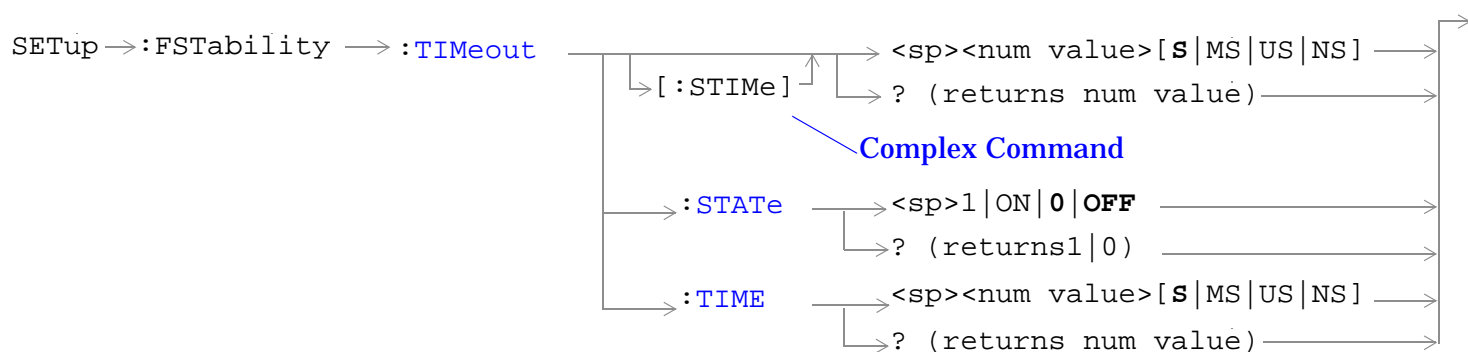 SETup :FSTability :TIMeout <sp><num value>[S|MS|US|NS]
[:STIMe] ? (returns num value)
Complex Command
:STATe <sp>1|ON|0|OFF
? (returns1|0)
:TIME <sp><num value>[S|MS|US|NS]
? (returns num value)